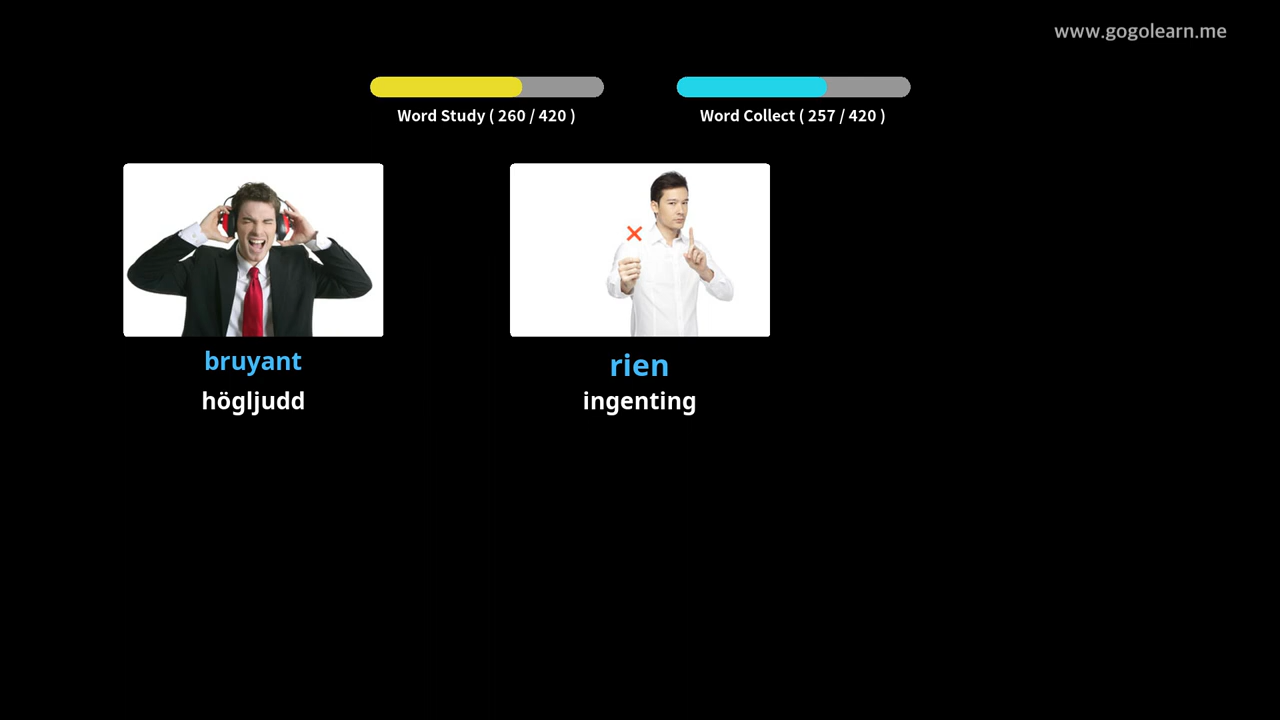 www.gogolearn.me
Word Study ( 260 / 420 )
Word Collect ( 257 / 420 )
bruyant
högljudd
rien
ingenting